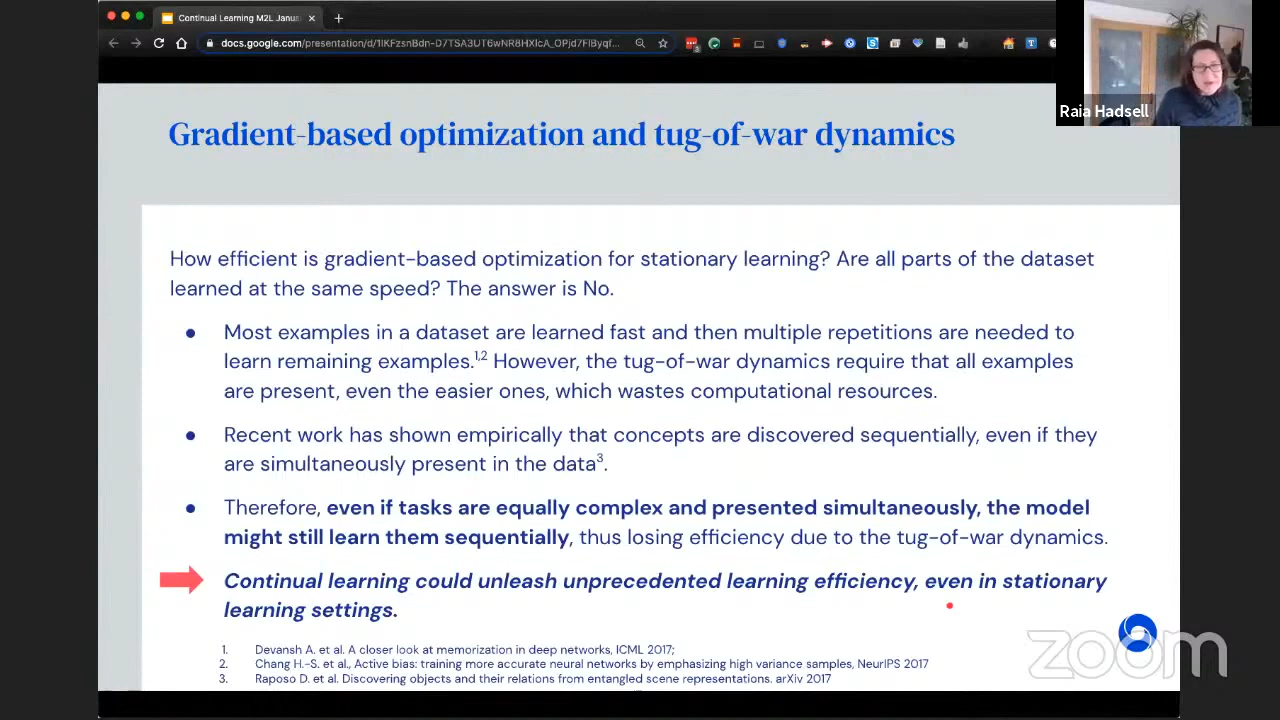 Continual Learning M2L Janua
docs.google.com/presentation/d/1lKFzsnBdn-D7TSA3UT6wNR8HXlcA_OPjd7FlByqf...
Raia Hadsell
Gradient-based optimization and tug-of-war dynamics
How efficient is gradient-based optimization for stationary learning? Are all parts of the dataset
learned at the same speed? The answer is No.
● Most examples in a dataset are learned fast and then multiple repetitions are needed to
learn remaining examples.1,2 However, the tug-of-war dynamics require that all examples
are present, even the easier ones, which wastes computational resources.
● Recent work has shown empirically that concepts are discovered sequentially, even if they
are simultaneously present in the data3.
● Therefore, even if tasks are equally complex and presented simultaneously, the model
might still learn them sequentially, thus losing efficiency due to the tug-of-war dynamics.
Continual learning could unleash unprecedented learning efficiency, even in stationary
learning settings.
1. Devansh A. et al. A closer look at memorization in deep networks, ICML 2017;
2. Chang H.-S. et al., Active bias: training more accurate neural networks by emphasizing high variance samples, NeurIPS 2017
3. Raposo D. et al. Discovering objects and their relations from entangled scene representations. arXiv 2017
zoom